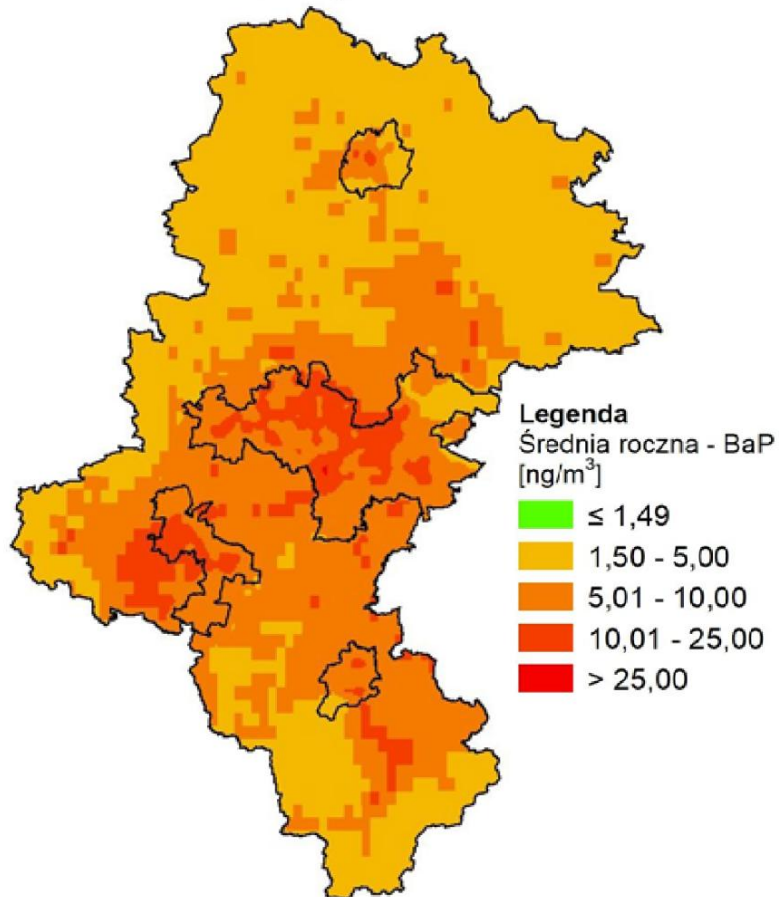 Legenda
Średnia roczna - BaP
[ng/m³]
≤ 1,49
1,50 - 5,00
5,01 - 10,00
10,01 - 25,00
> 25,00